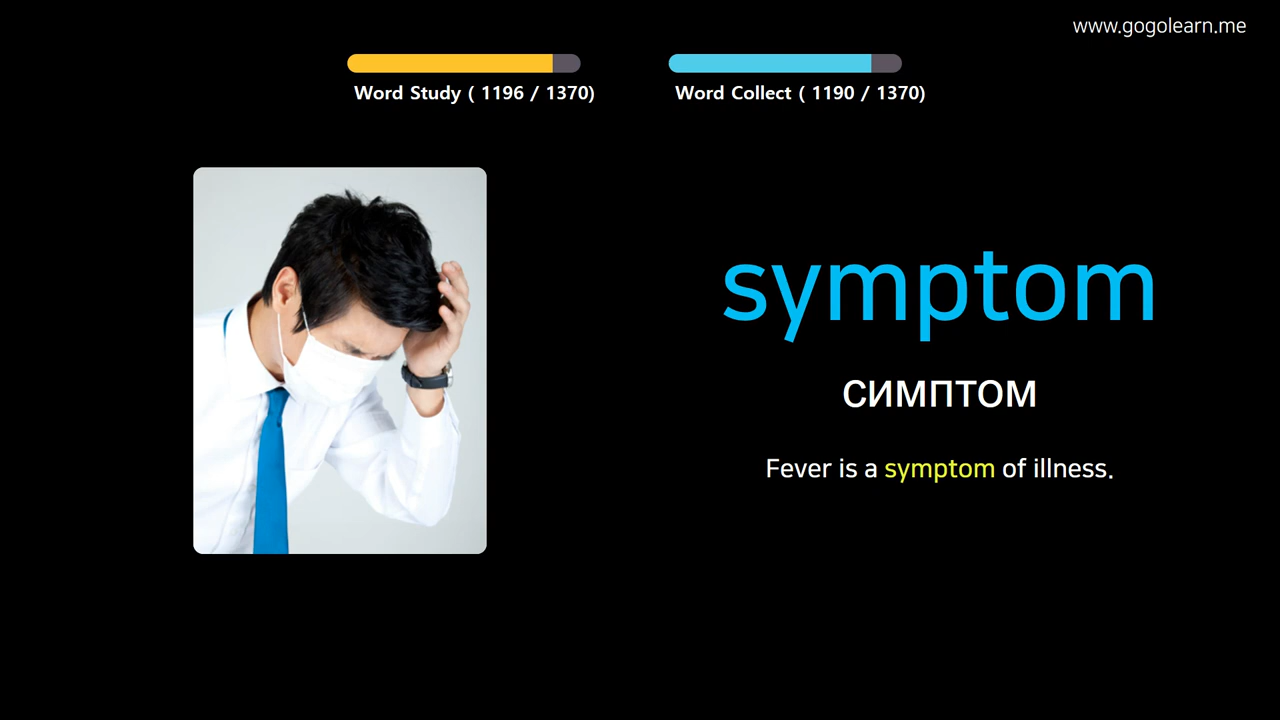 www.gogolearn.me
Word Study ( 1196 / 1370)
Word Collect ( 1190 / 1370)
symptom
симптом
Fever is a symptom of illness.